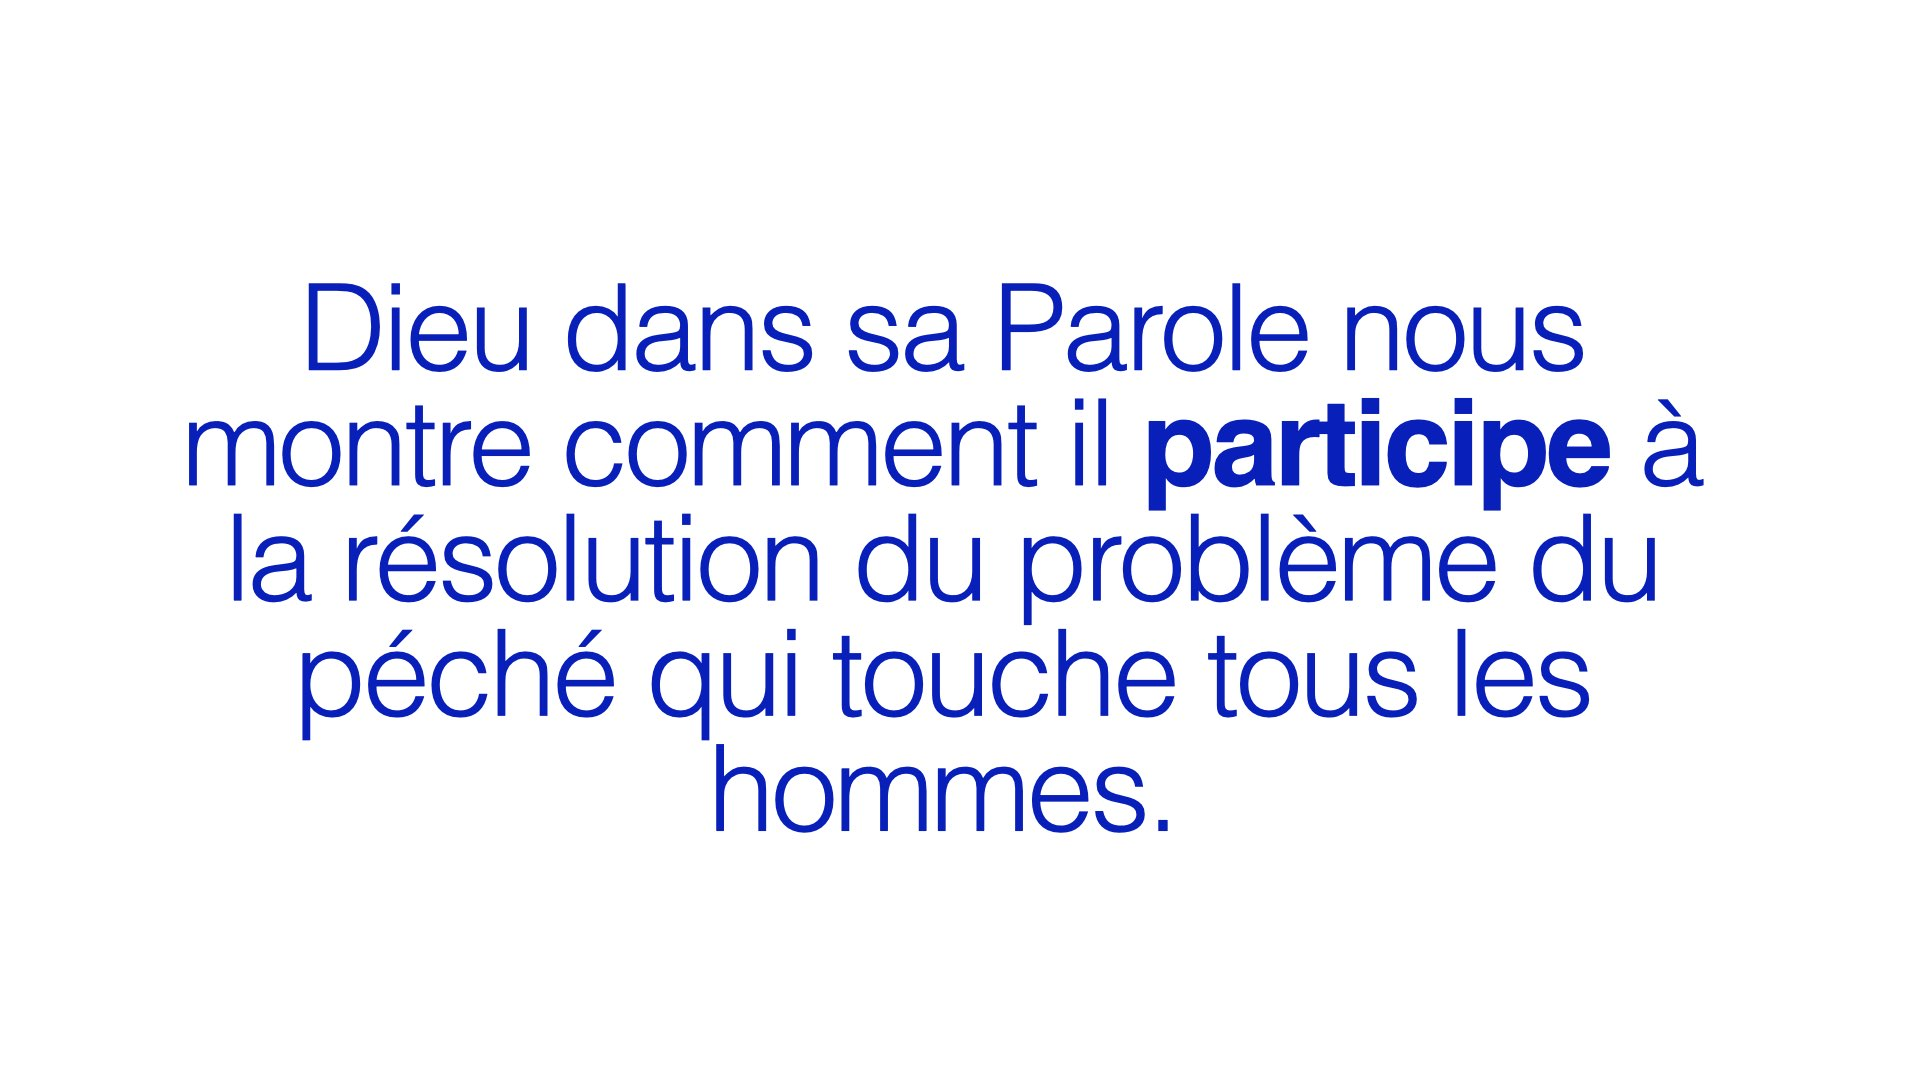 Dieu dans sa Parole nous
montre comment il participe à
la résolution du problème du
péché qui touche tous les
hommes.